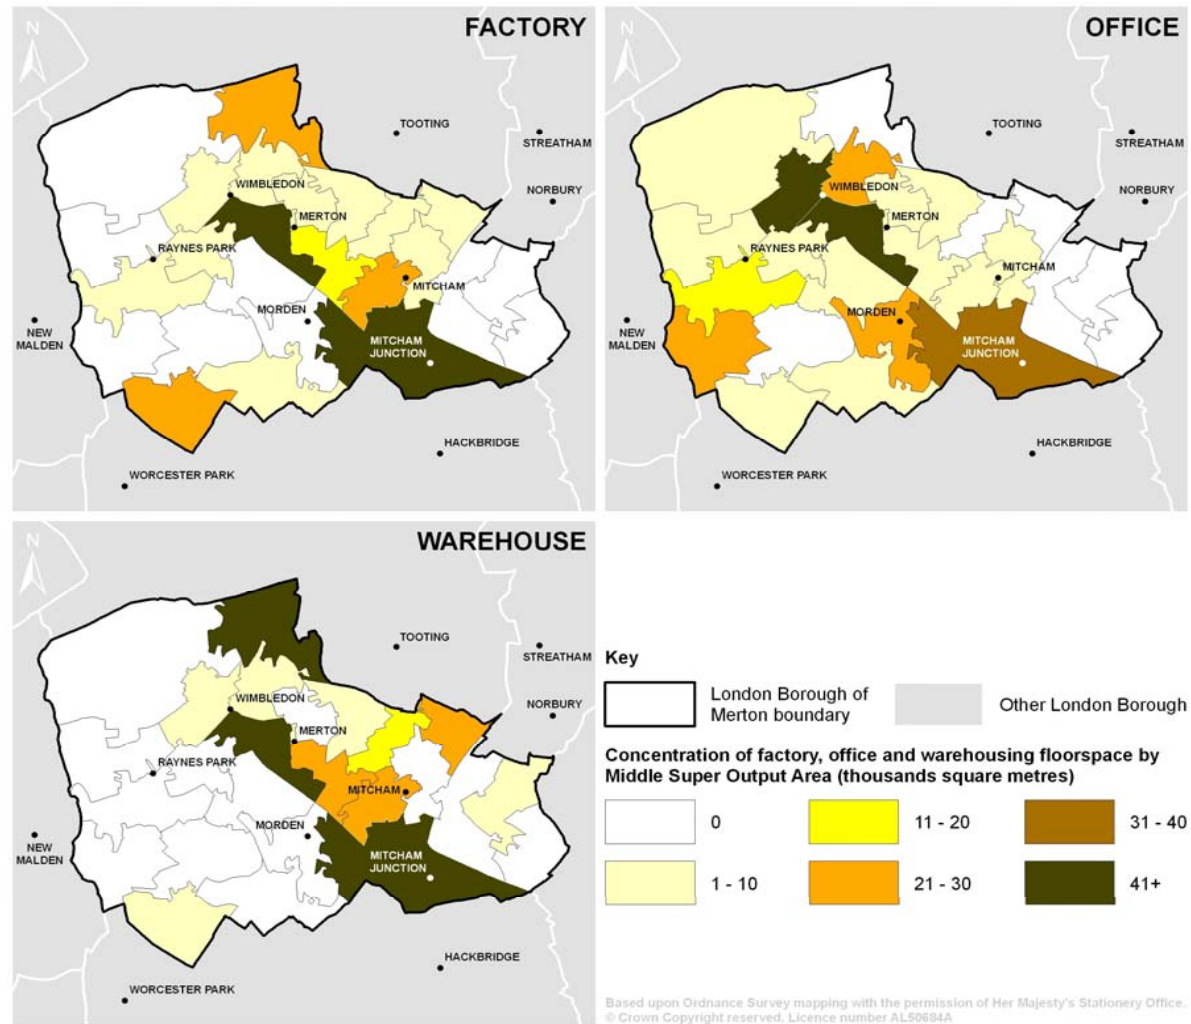 FACTORY
N
TOOTING
STREATHAM
NORBURY
WIMBLEDON
MERTON
RAYNES PARK
MITCHAM
MORDEN
NEW
MALDEN
MITCHAM
JUNCTION
HACKBRIDGE
WORCESTER PARK
OFFICE
N
TOOTING
STREATHAM
NORBURY
WIMBLEDON
MERTON
RAYNES PARK
MITCHAM
MORDEN
NEW
MALDEN
MITCHAM
JUNCTION
HACKBRIDGE
WORCESTER PARK
WAREHOUSE
N
TOOTING
STREATHAM
NORBURY
WIMBLEDON
MERTON
RAYNES PARK
MITCHAM
MORDEN
NEW
MALDEN
MITCHAM
JUNCTION
HACKBRIDGE
WORCESTER PARK
Key
London Borough of
Merton boundary
Other London Borough
Concentration of factory, office and warehousing floorspace by
Middle Super Output Area (thousands square metres)
0
11 - 20
31 - 40
1 - 10
21 - 30
41+
Based upon Ordnance Survey mapping with the permission of Her Majesty's Stationery Office.
© Crown Copyright reserved. Licence number AL50684A